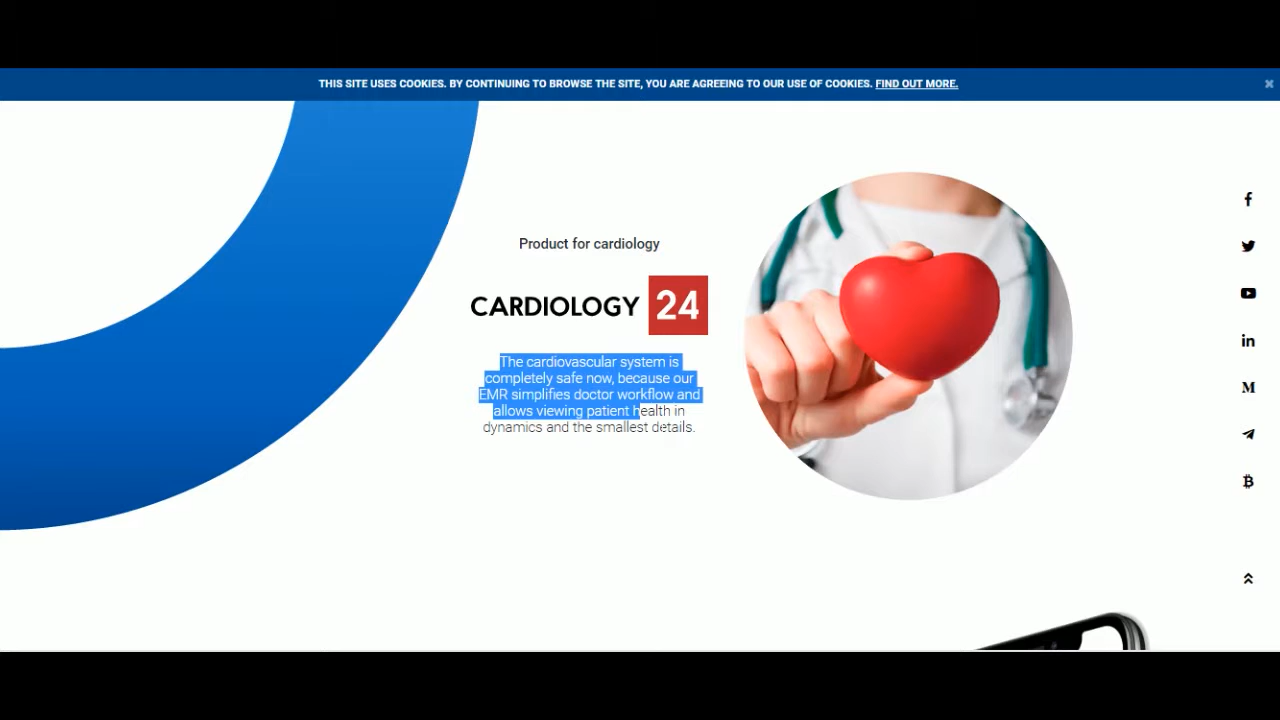 THIS SITE USES COOKIES. BY CONTINUING TO BROWSE THE SITE, YOU ARE AGREEING TO OUR USE OF COOKIES. FIND OUT MORE.
Product for cardiology
CARDIOLOGY 24
The cardiovascular system is
completely safe now, because our
EMR simplifies doctor workflow and
allows viewing patient health in
dynamics and the smallest details.